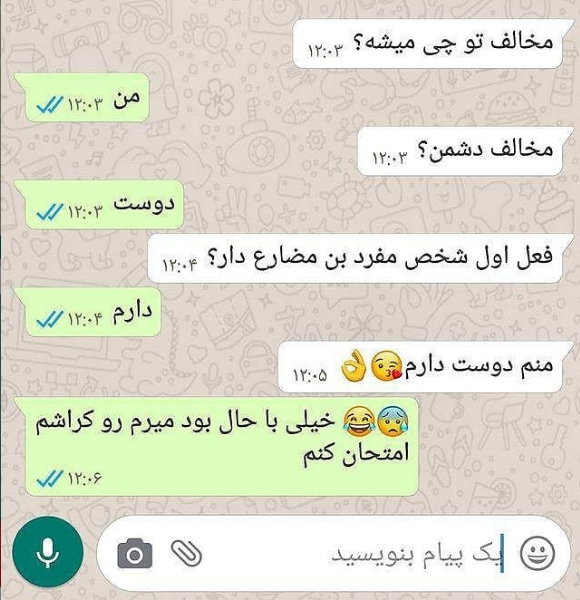 مخالف تو چی میشه؟ ۱۲:۰۳
من ۱۲:۰۳
مخالف دشمن؟ ۱۲:۰۳
دوست ۱۲:۰۳
فعل اول شخص مفرد بن مضارع دار؟ ۱۲:۰۴
دارم ۱۲:۰۴
منم دوست دارم😘👌 ۱۲:۰۵
😰😂 خیلی با حال بود میرم رو کراشم
امتحان کنم
۱۲:۰۶
یک پیام بنویسید